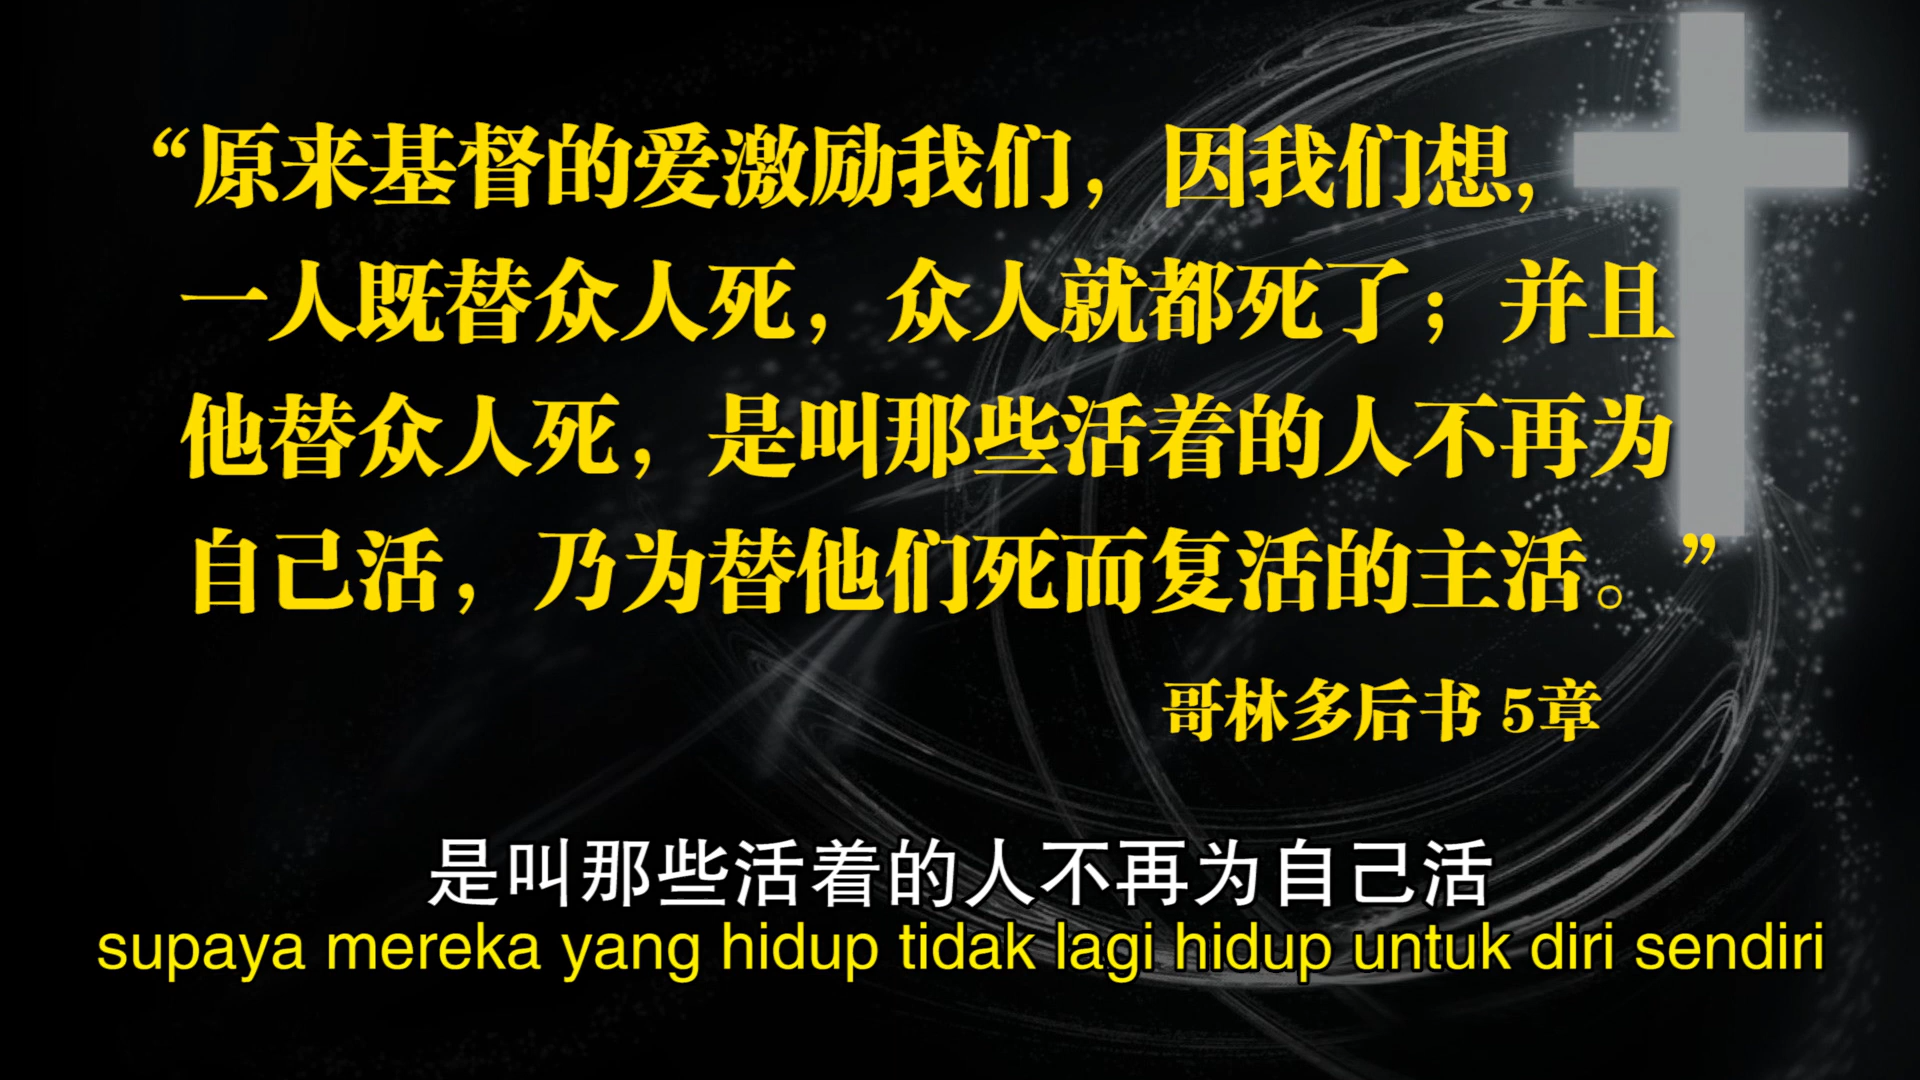 “原来基督的爱激励我们，因我们想，
一人既替众人死，众人就都死了；并且
他替众人死，是叫那些活着的人不再为
自己活，乃为替他们死而复活的主活。”
哥林多后书 5章
是叫那些活着的人不再为自己活
supaya mereka yang hidup tidak lagi hidup untuk diri sendiri